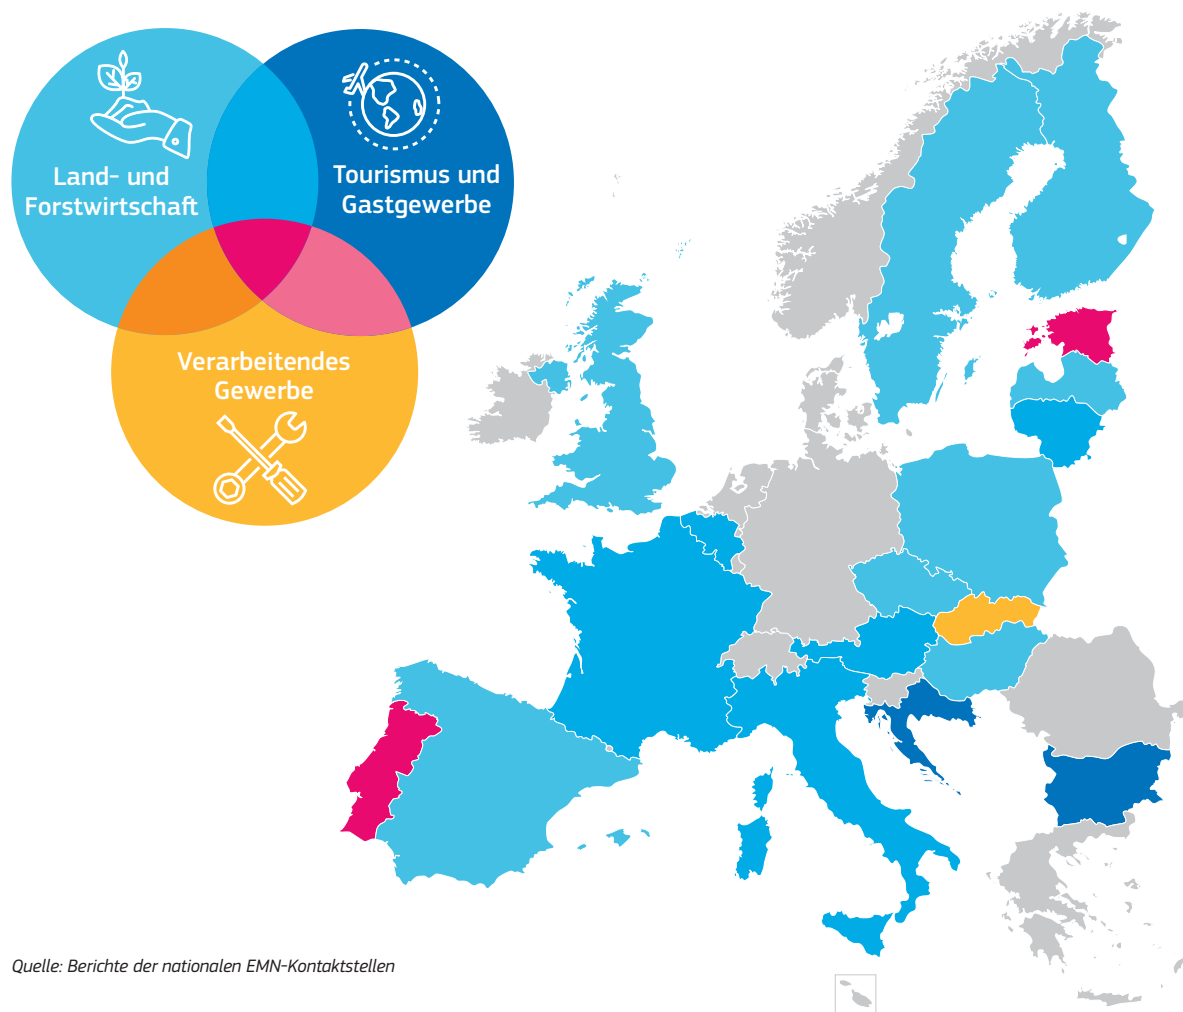 Land- und
Forstwirtschaft
Tourismus und
Gastgewerbe
Verarbeitendes
Gewerbe
Quelle: Berichte der nationalen EMN-Kontaktstellen